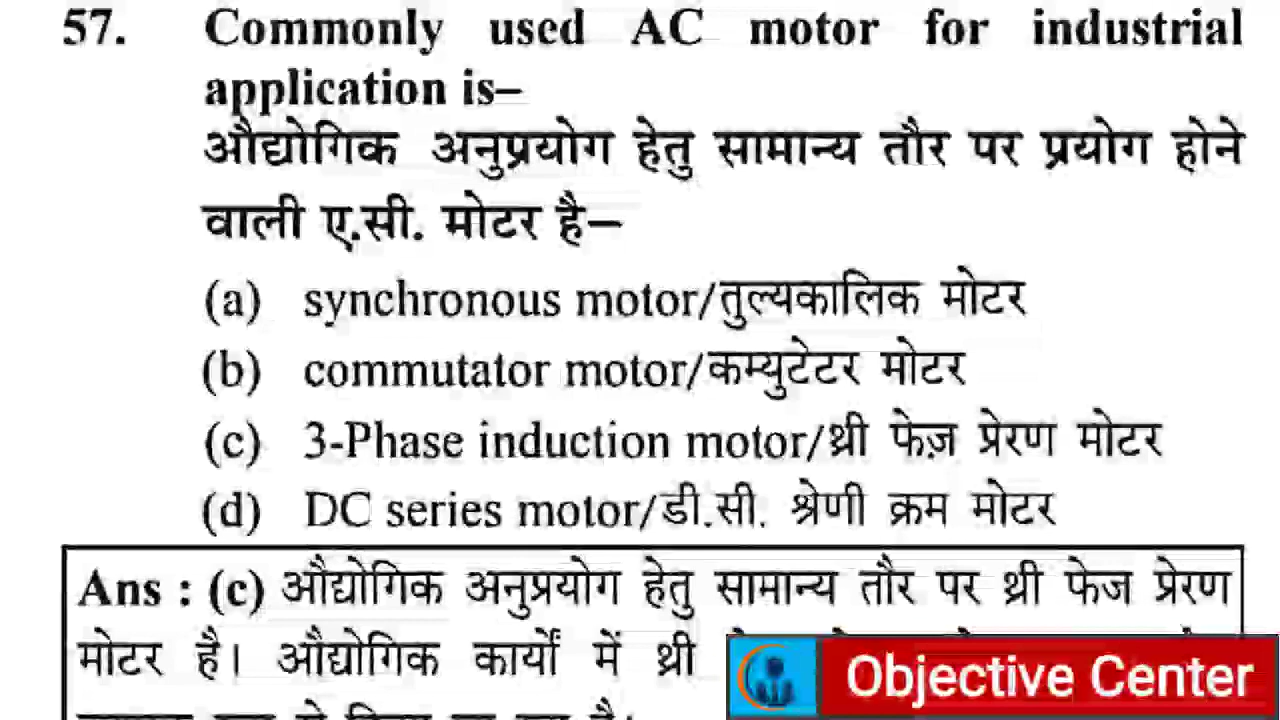 57. Commonly used AC motor for industrial
application is–
औद्योगिक अनुप्रयोग हेतु सामान्य तौर पर प्रयोग होने
वाली ए.सी. मोटर है–
(a) synchronous motor/तुल्यकालिक मोटर
(b) commutator motor/कम्युटेटर मोटर
(c) 3-Phase induction motor/थ्री फेज़ प्रेरण मोटर
(d) DC series motor/डी.सी. श्रेणी क्रम मोटर
Ans : (c) औद्योगिक अनुप्रयोग हेतु सामान्य तौर पर थ्री फेज प्रेरण
मोटर है। औद्योगिक कार्यों में थ्री
Objective Center